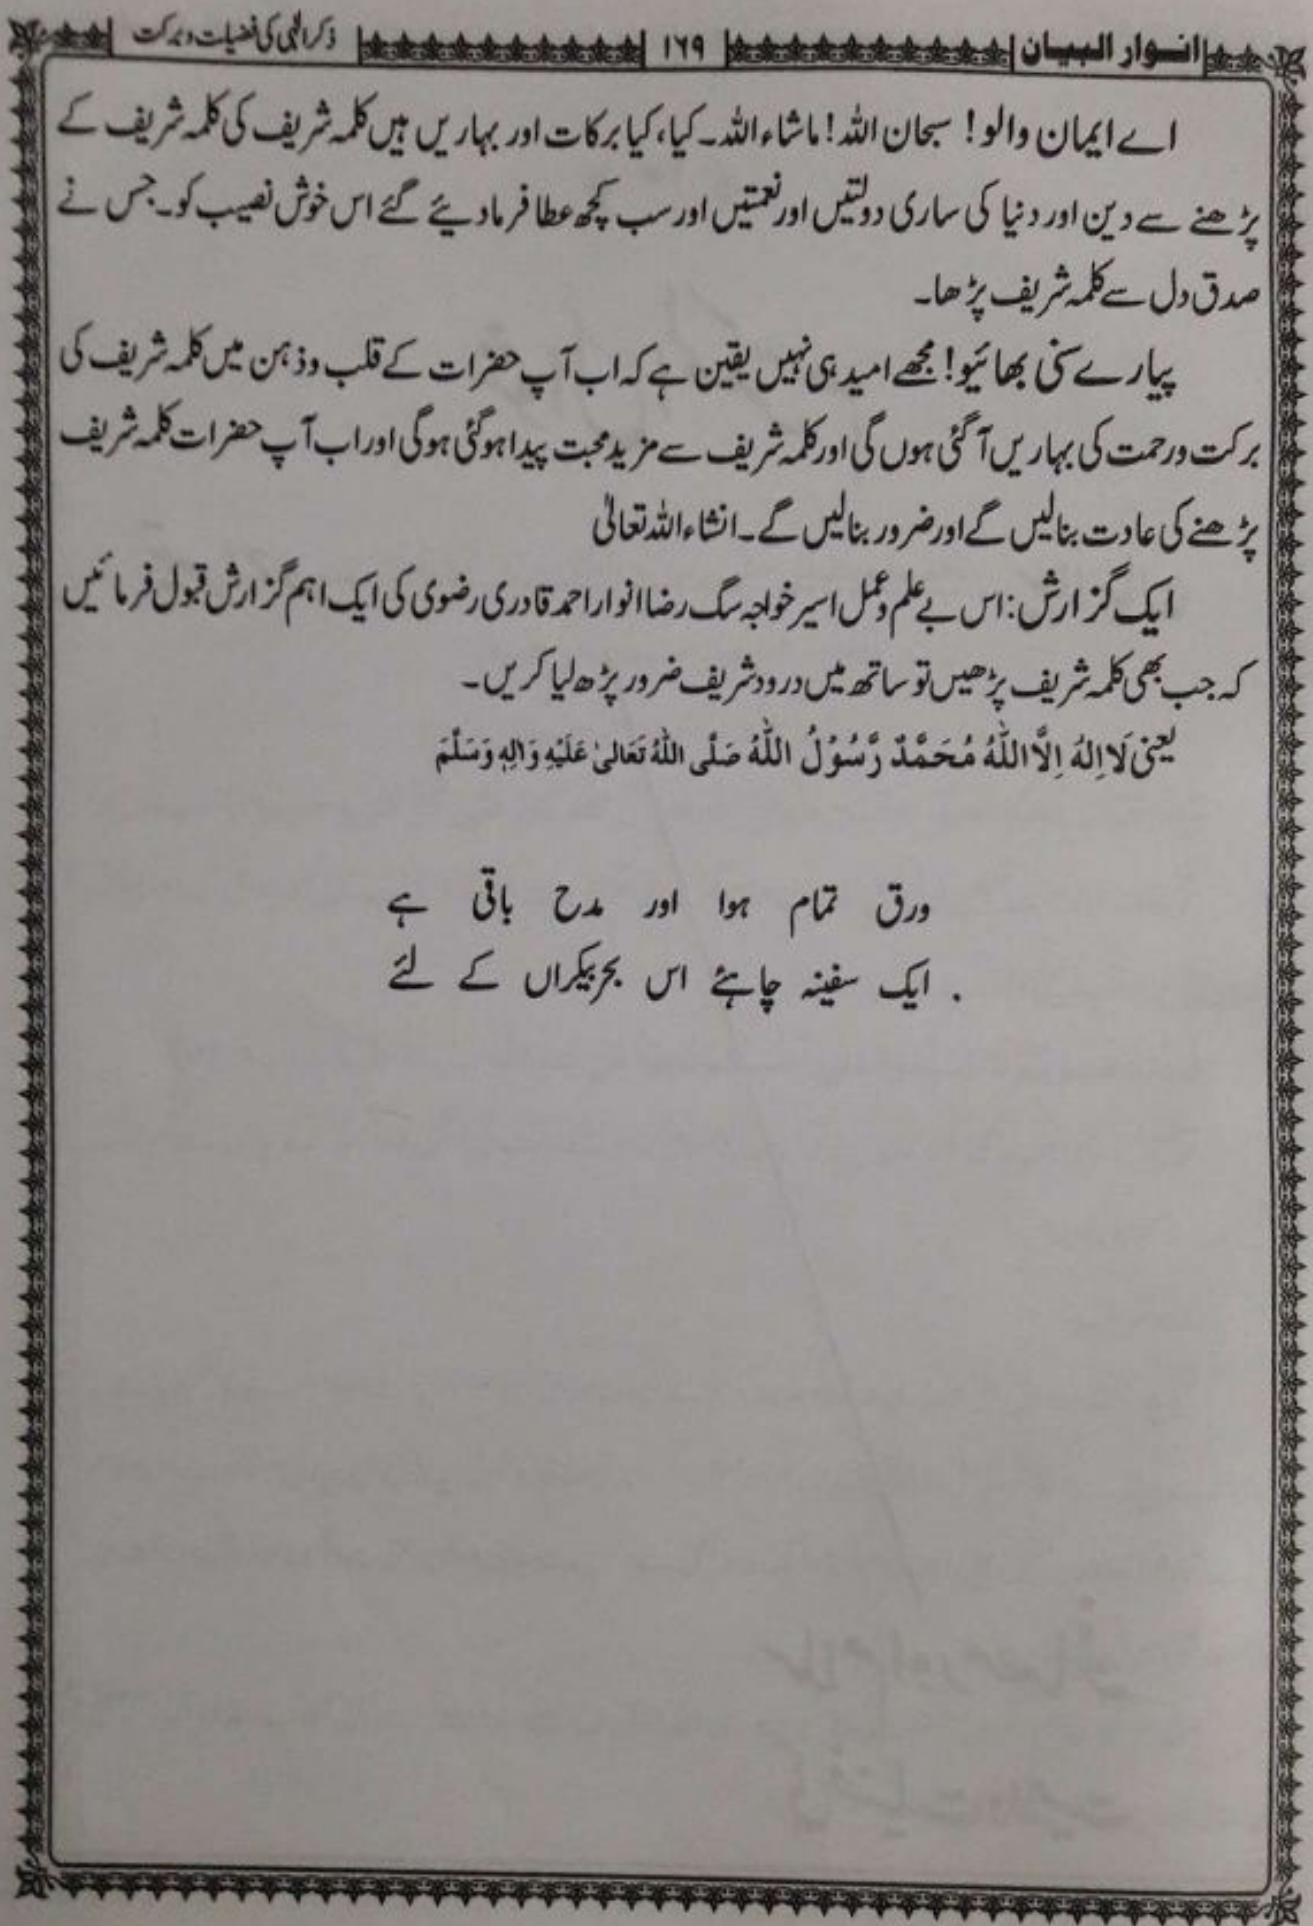 انوار البیان ۱۶۹ ذکر الٰہی کی فضیلت و برکت
اے ایمان والو! سبحان اللہ! ماشاء اللہ۔ کیا، کیا برکات اور بہاریں ہیں کلمہ شریف کی کلمہ شریف کے
پڑھنے سے دین اور دنیا کی ساری دولتیں اور نعمتیں اور سب کچھ عطا فرما دیئے گئے اس خوش نصیب کو۔ جس نے
صدق دل سے کلمہ شریف پڑھا۔
پیارے سنی بھائیو! مجھے امید ہی نہیں یقین ہے کہ اب آپ حضرات کے قلب و ذہن میں کلمہ شریف کی
برکت ورحمت کی بہاریں آ گئی ہوں گی اور کلمہ شریف سے مزید محبت پیدا ہوگئی ہوگی اور اب آپ حضرات کلمہ شریف
پڑھنے کی عادت بنالیں گے اور ضرور بنالیں گے۔ انشاء اللہ تعالیٰ
ایک گزارش: اس بے علم وعمل اسیر خواجہ سگ رضا انوار احمد قادری رضوی کی ایک اہم گزارش قبول فرمائیں
کہ جب بھی کلمہ شریف پڑھیں تو ساتھ میں درود شریف ضرور پڑھ لیا کریں۔
یعنی لَا اِلٰهَ اِلَّا اللّٰهُ مُحَمَّدٌ رَّسُوْلُ اللّٰهُ صَلَّی اللّٰهُ تَعَالیٰ عَلَیْهِ وَاٰلِهٖ وَسَلَّمَ
ورق تمام ہوا اور مدح باقی ہے
ایک سفینہ چاہئے اس بحر بیکراں کے لئے